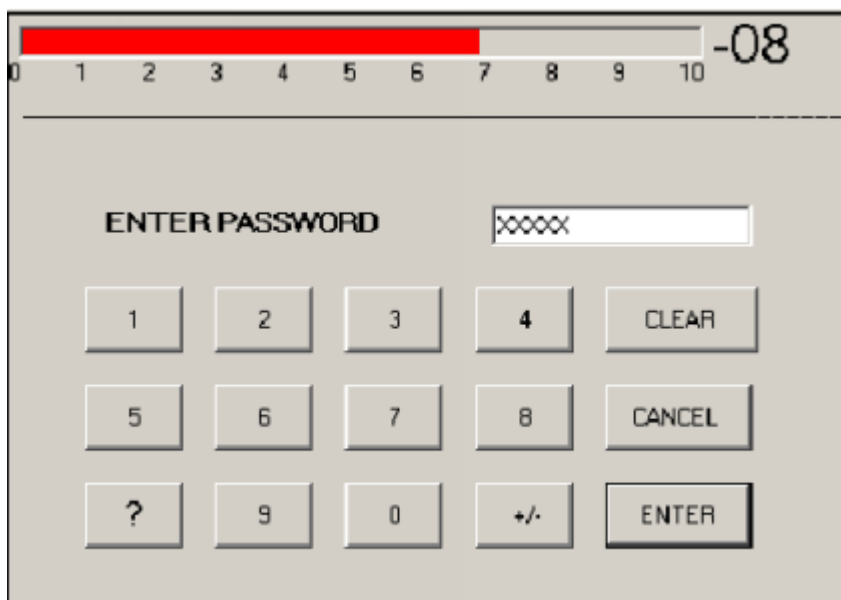 -08
0 1 2 3 4 5 6 7 8 9 10
ENTER PASSWORD XXXXX
1 2 3 4 CLEAR
5 6 7 8 CANCEL
? 9 0 +/- ENTER